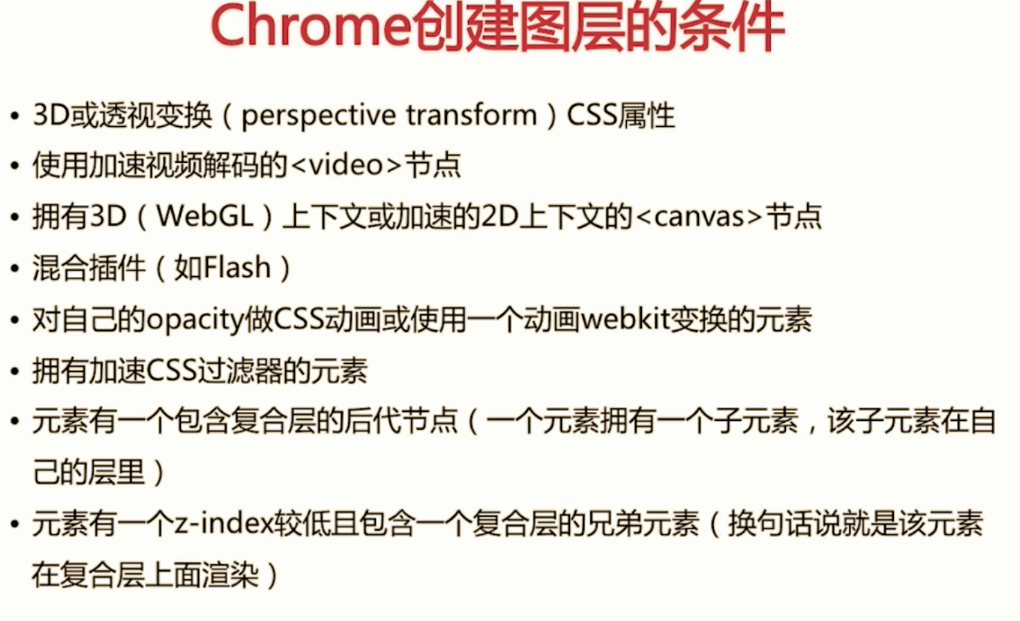 Chrome创建图层的条件
• 3D或透视变换（perspective transform）CSS属性
• 使用加速视频解码的<video>节点
• 拥有3D（WebGL）上下文或加速的2D上下文的<canvas>节点
• 混合插件（如Flash）
• 对自己的opacity做CSS动画或使用一个动画webkit变换的元素
• 拥有加速CSS过滤器的元素
• 元素有一个包含复合层的后代节点（一个元素拥有一个子元素，该子元素在自
己的层里）
• 元素有一个z-index较低且包含一个复合层的兄弟元素（换句话说就是该元素
在复合层上面渲染）